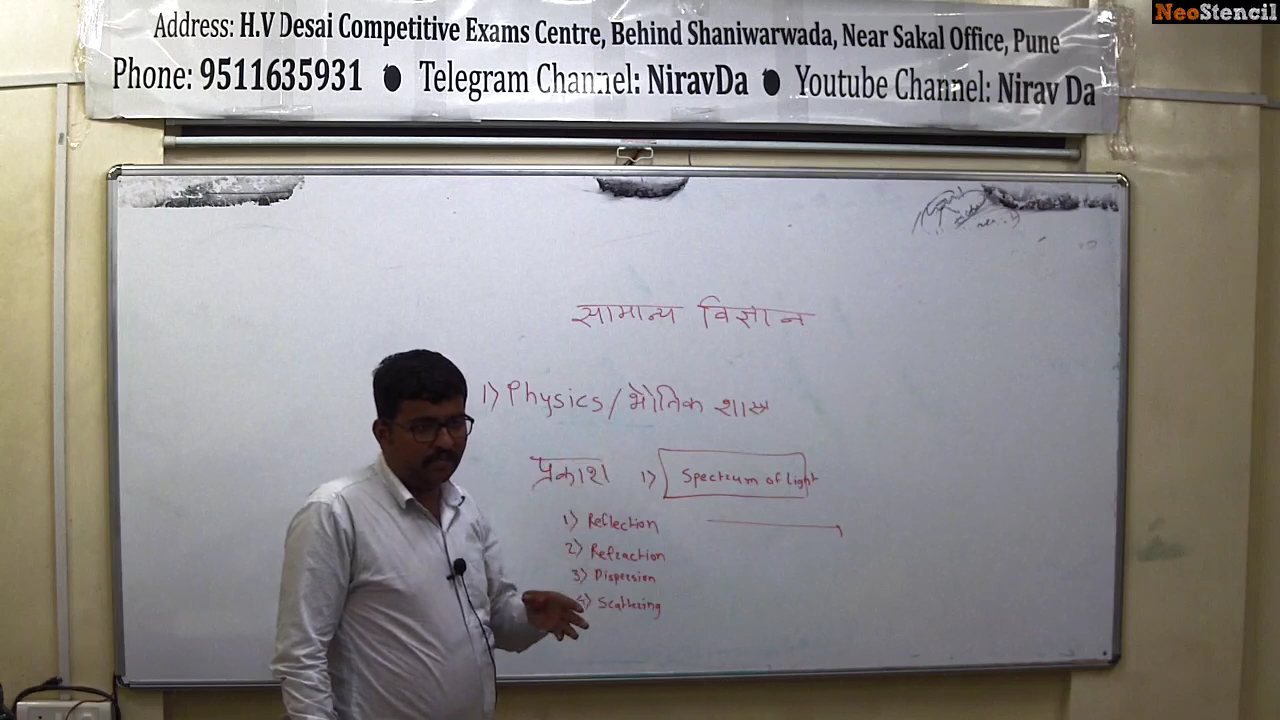 NeoStencil
Address: H.V Desai Competitive Exams Centre, Behind Shaniwarwada, Near Sakal Office, Pune
Phone: 9511635931 ● Telegram Channel: NiravDa ● Youtube Channel: Nirav Da
सामान्य विज्ञान
1) Physics / भौतिक शास्त्र
प्रकाश 1) Spectrum of Light
1) Reflection
2) Refraction
3) Dispersion
4) Scattering